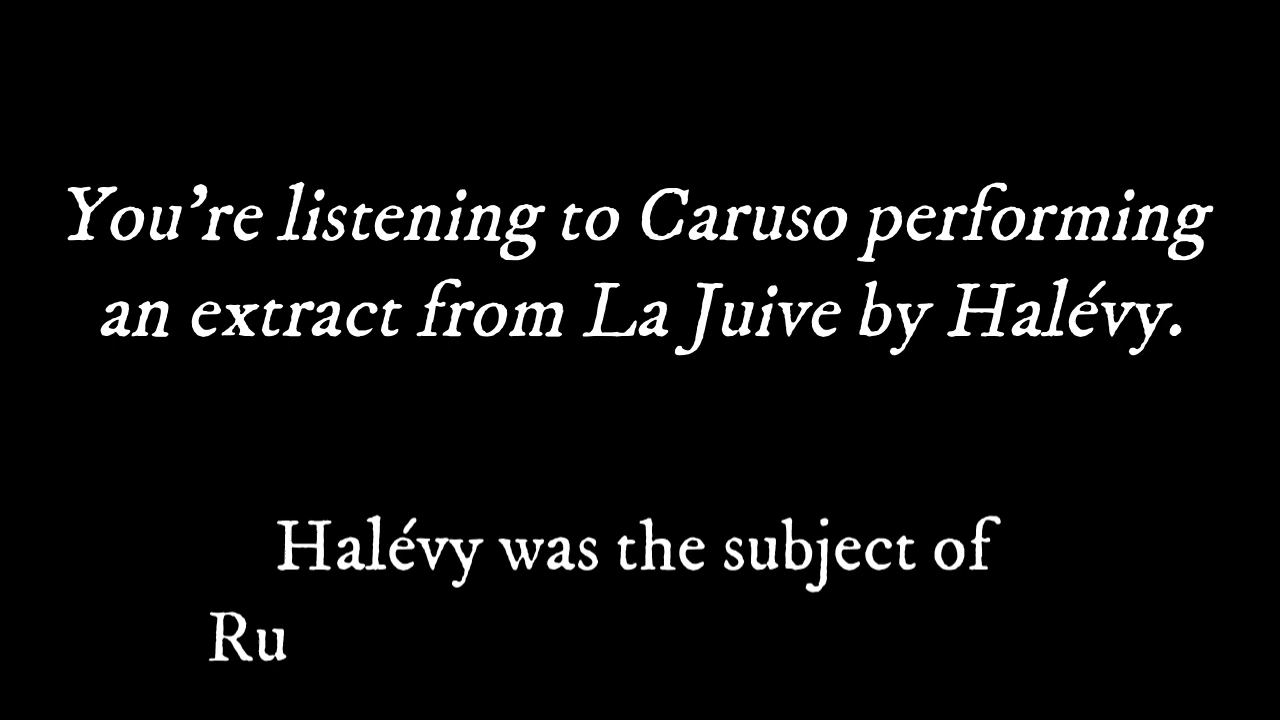 You're listening to Caruso performing
an extract from La Juive by Halévy.
Halévy was the subject of
Ru